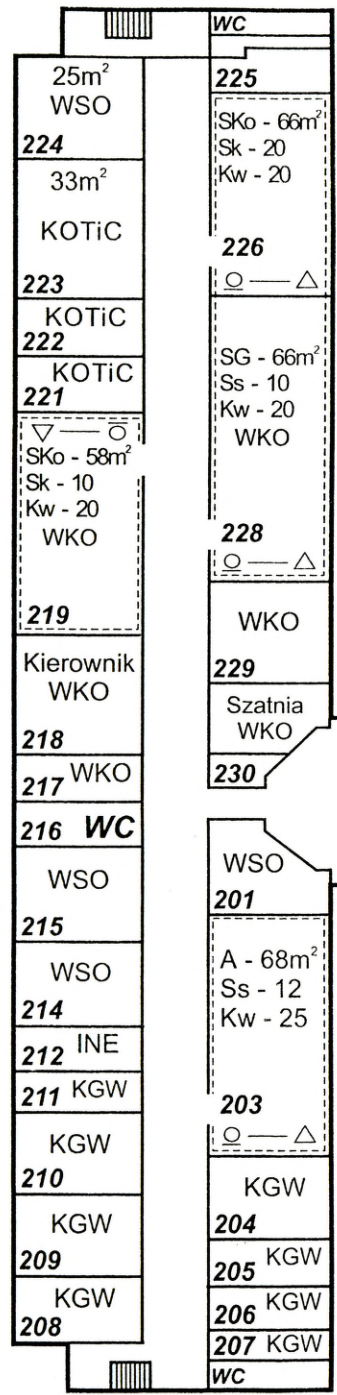 WC
225
25m²
WSO
224
33m²
KOTiC
223
KOTiC
222
KOTiC
221
SKo - 58m²
Sk - 10
Kw - 20
WKO
219
Kierownik
WKO
218
217 WKO
216 WC
WSO
215
WSO
214
212 INE
211 KGW
KGW
210
KGW
209
KGW
208
SKo - 66m²
Sk - 20
Kw - 20
226
SG - 66m²
Ss - 10
Kw - 20
WKO
228
WKO
229
Szatnia
WKO
230
WSO
201
A - 68m²
Ss - 12
Kw - 25
203
KGW
204
205 KGW
206 KGW
207 KGW
WC